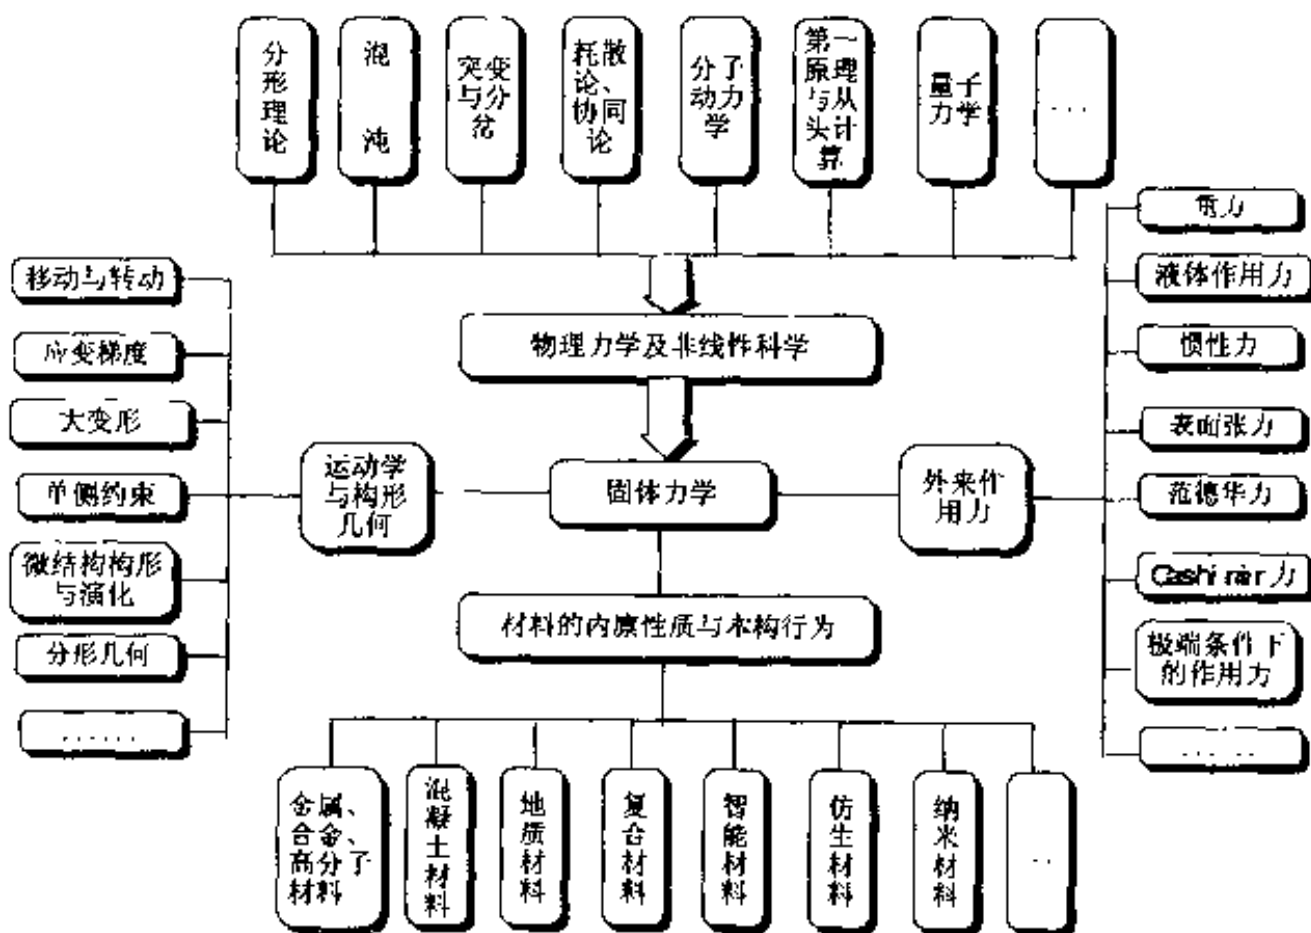 分形理论
混沌
突变
与分
岔
耗散
论、
协同
论
分子
动力
学
第一
原理
与从
头计
算
量子
力学
....
移动与转动
应变梯度
大变形
单侧约束
微结构构形
与演化
分形几何
......
物理力学及非线性科学
运动学
与构形
几何
固体力学
外来作
用力
材料的内禀性质与本构行为
电力
液体作用力
惯性力
表面张力
范德华力
Cashimir力
极端条件下
的作用力
......
金属、
合金、
高分子
材料
混凝土材料
地质材料
复合材料
智能材料
仿生材料
纳米材料
...